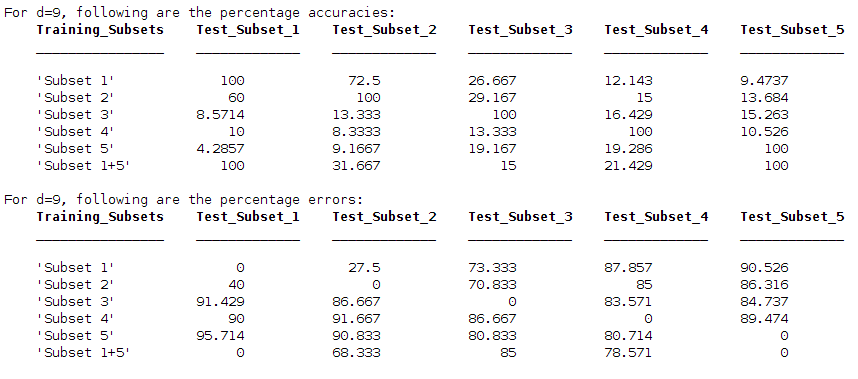 For d=9, following are the percentage accuracies:
Training_Subsets Test_Subset_1 Test_Subset_2 Test_Subset_3 Test_Subset_4 Test_Subset_5
'Subset 1' 100 72.5 26.667 12.143 9.4737
'Subset 2' 60 100 29.167 15 13.684
'Subset 3' 8.5714 13.333 100 16.429 15.263
'Subset 4' 10 8.3333 13.333 100 10.526
'Subset 5' 4.2857 9.1667 19.167 19.286 100
'Subset 1+5' 100 31.667 15 21.429 100
For d=9, following are the percentage errors:
Training_Subsets Test_Subset_1 Test_Subset_2 Test_Subset_3 Test_Subset_4 Test_Subset_5
'Subset 1' 0 27.5 73.333 87.857 90.526
'Subset 2' 40 0 70.833 85 86.316
'Subset 3' 91.429 86.667 0 83.571 84.737
'Subset 4' 90 91.667 86.667 0 89.474
'Subset 5' 95.714 90.833 80.833 80.714 0
'Subset 1+5' 0 68.333 85 78.571 0